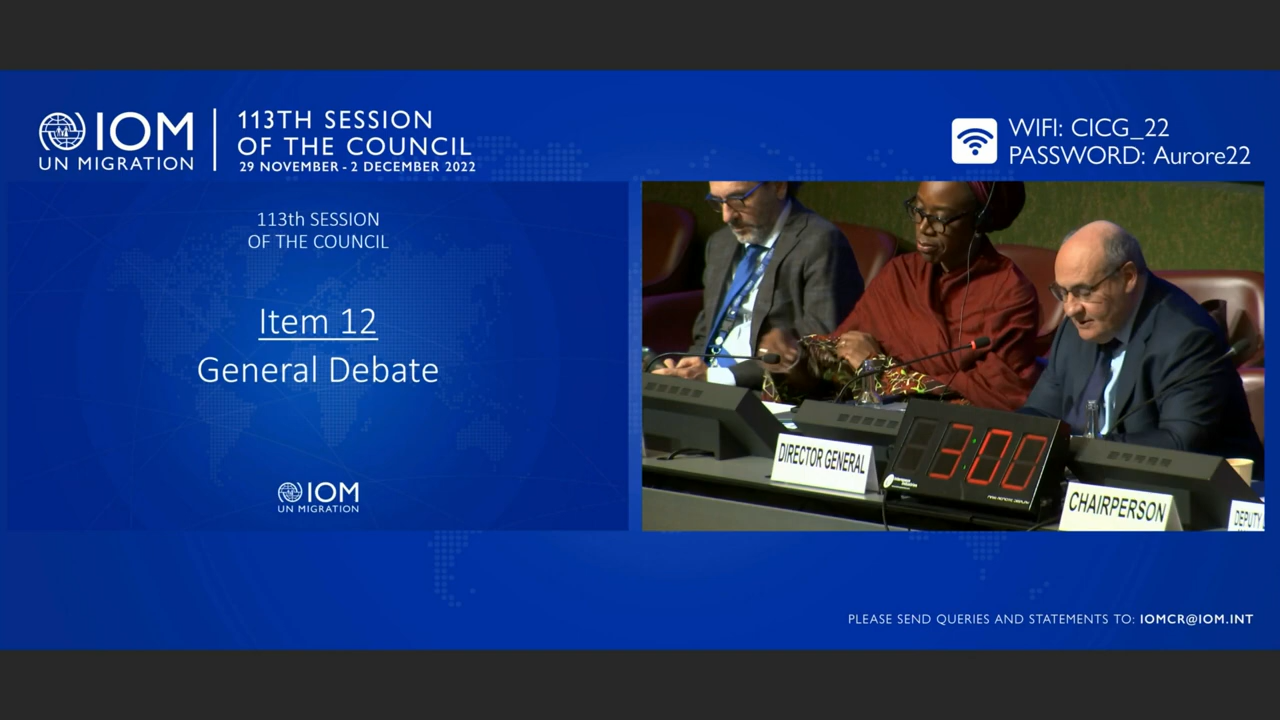 IOM
UN MIGRATION
113TH SESSION
OF THE COUNCIL
29 NOVEMBER - 2 DECEMBER 2022
WIFI: CICG_22
PASSWORD: Aurore22
113th SESSION
OF THE COUNCIL
Item 12
General Debate
IOM
UN MIGRATION
DIRECTOR GENERAL
3:00
CHAIRPERSON
DEPUTY
PLEASE SEND QUERIES AND STATEMENTS TO: IOMCR@IOM.INT